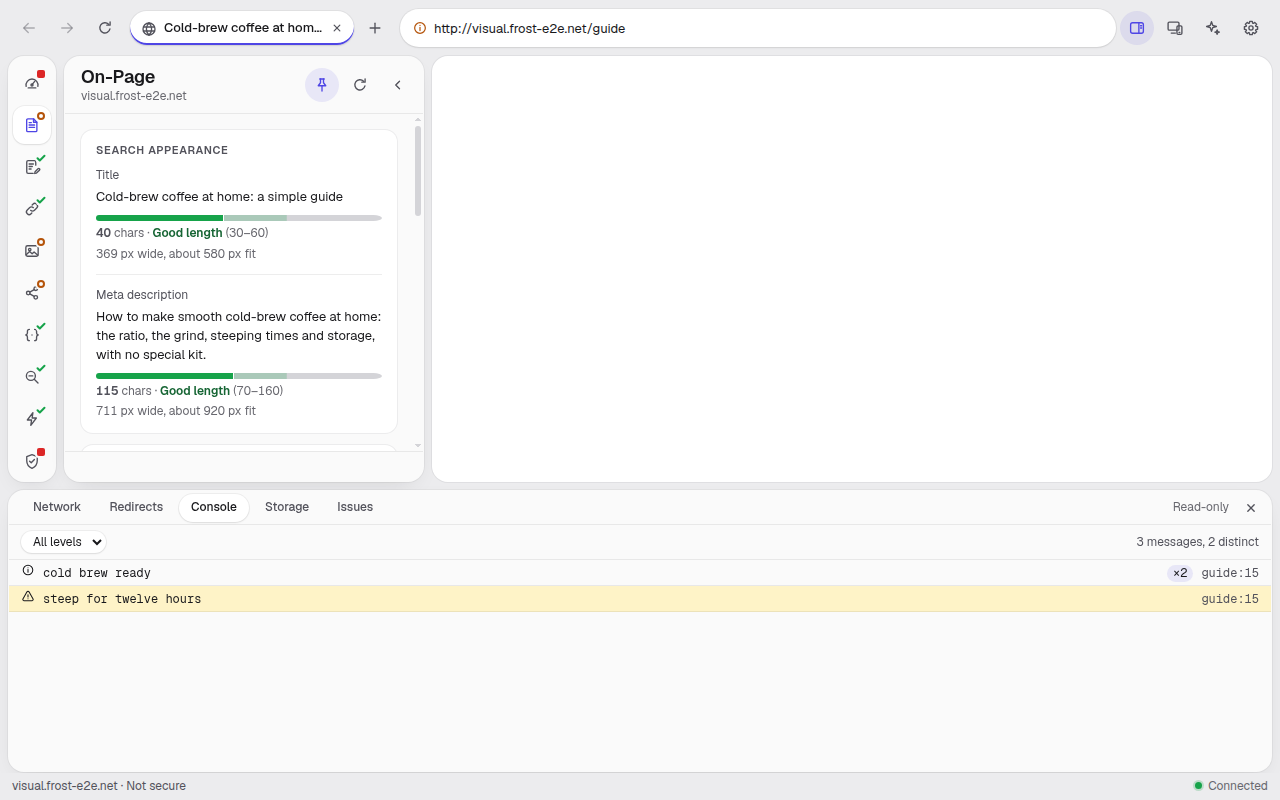 Cold-brew coffee at hom…
http://visual.frost-e2e.net/guide
On-Page
visual.frost-e2e.net
SEARCH APPEARANCE
Title
Cold-brew coffee at home: a simple guide
40 chars · Good length (30–60)
369 px wide, about 580 px fit
Meta description
How to make smooth cold-brew coffee at home:
the ratio, the grind, steeping times and storage,
with no special kit.
115 chars · Good length (70–160)
711 px wide, about 920 px fit
Network Redirects Console Storage Issues Read-only
All levels 3 messages, 2 distinct
cold brew ready ×2 guide:15
steep for twelve hours guide:15
visual.frost-e2e.net · Not secure Connected